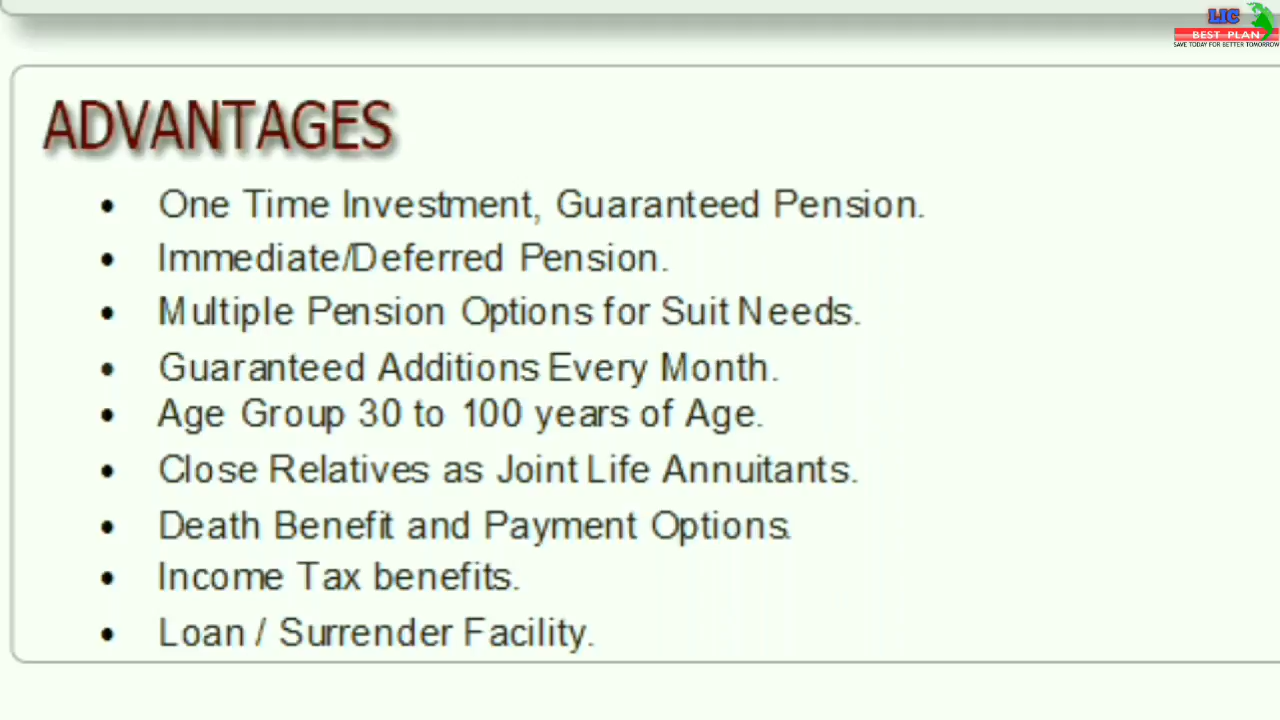 LIC
BEST PLAN
SAVE TODAY FOR BETTER TOMORROW
ADVANTAGES
• One Time Investment, Guaranteed Pension.
• Immediate/Deferred Pension.
• Multiple Pension Options for Suit Needs.
• Guaranteed Additions Every Month.
• Age Group 30 to 100 years of Age.
• Close Relatives as Joint Life Annuitants.
• Death Benefit and Payment Options.
• Income Tax benefits.
• Loan / Surrender Facility.